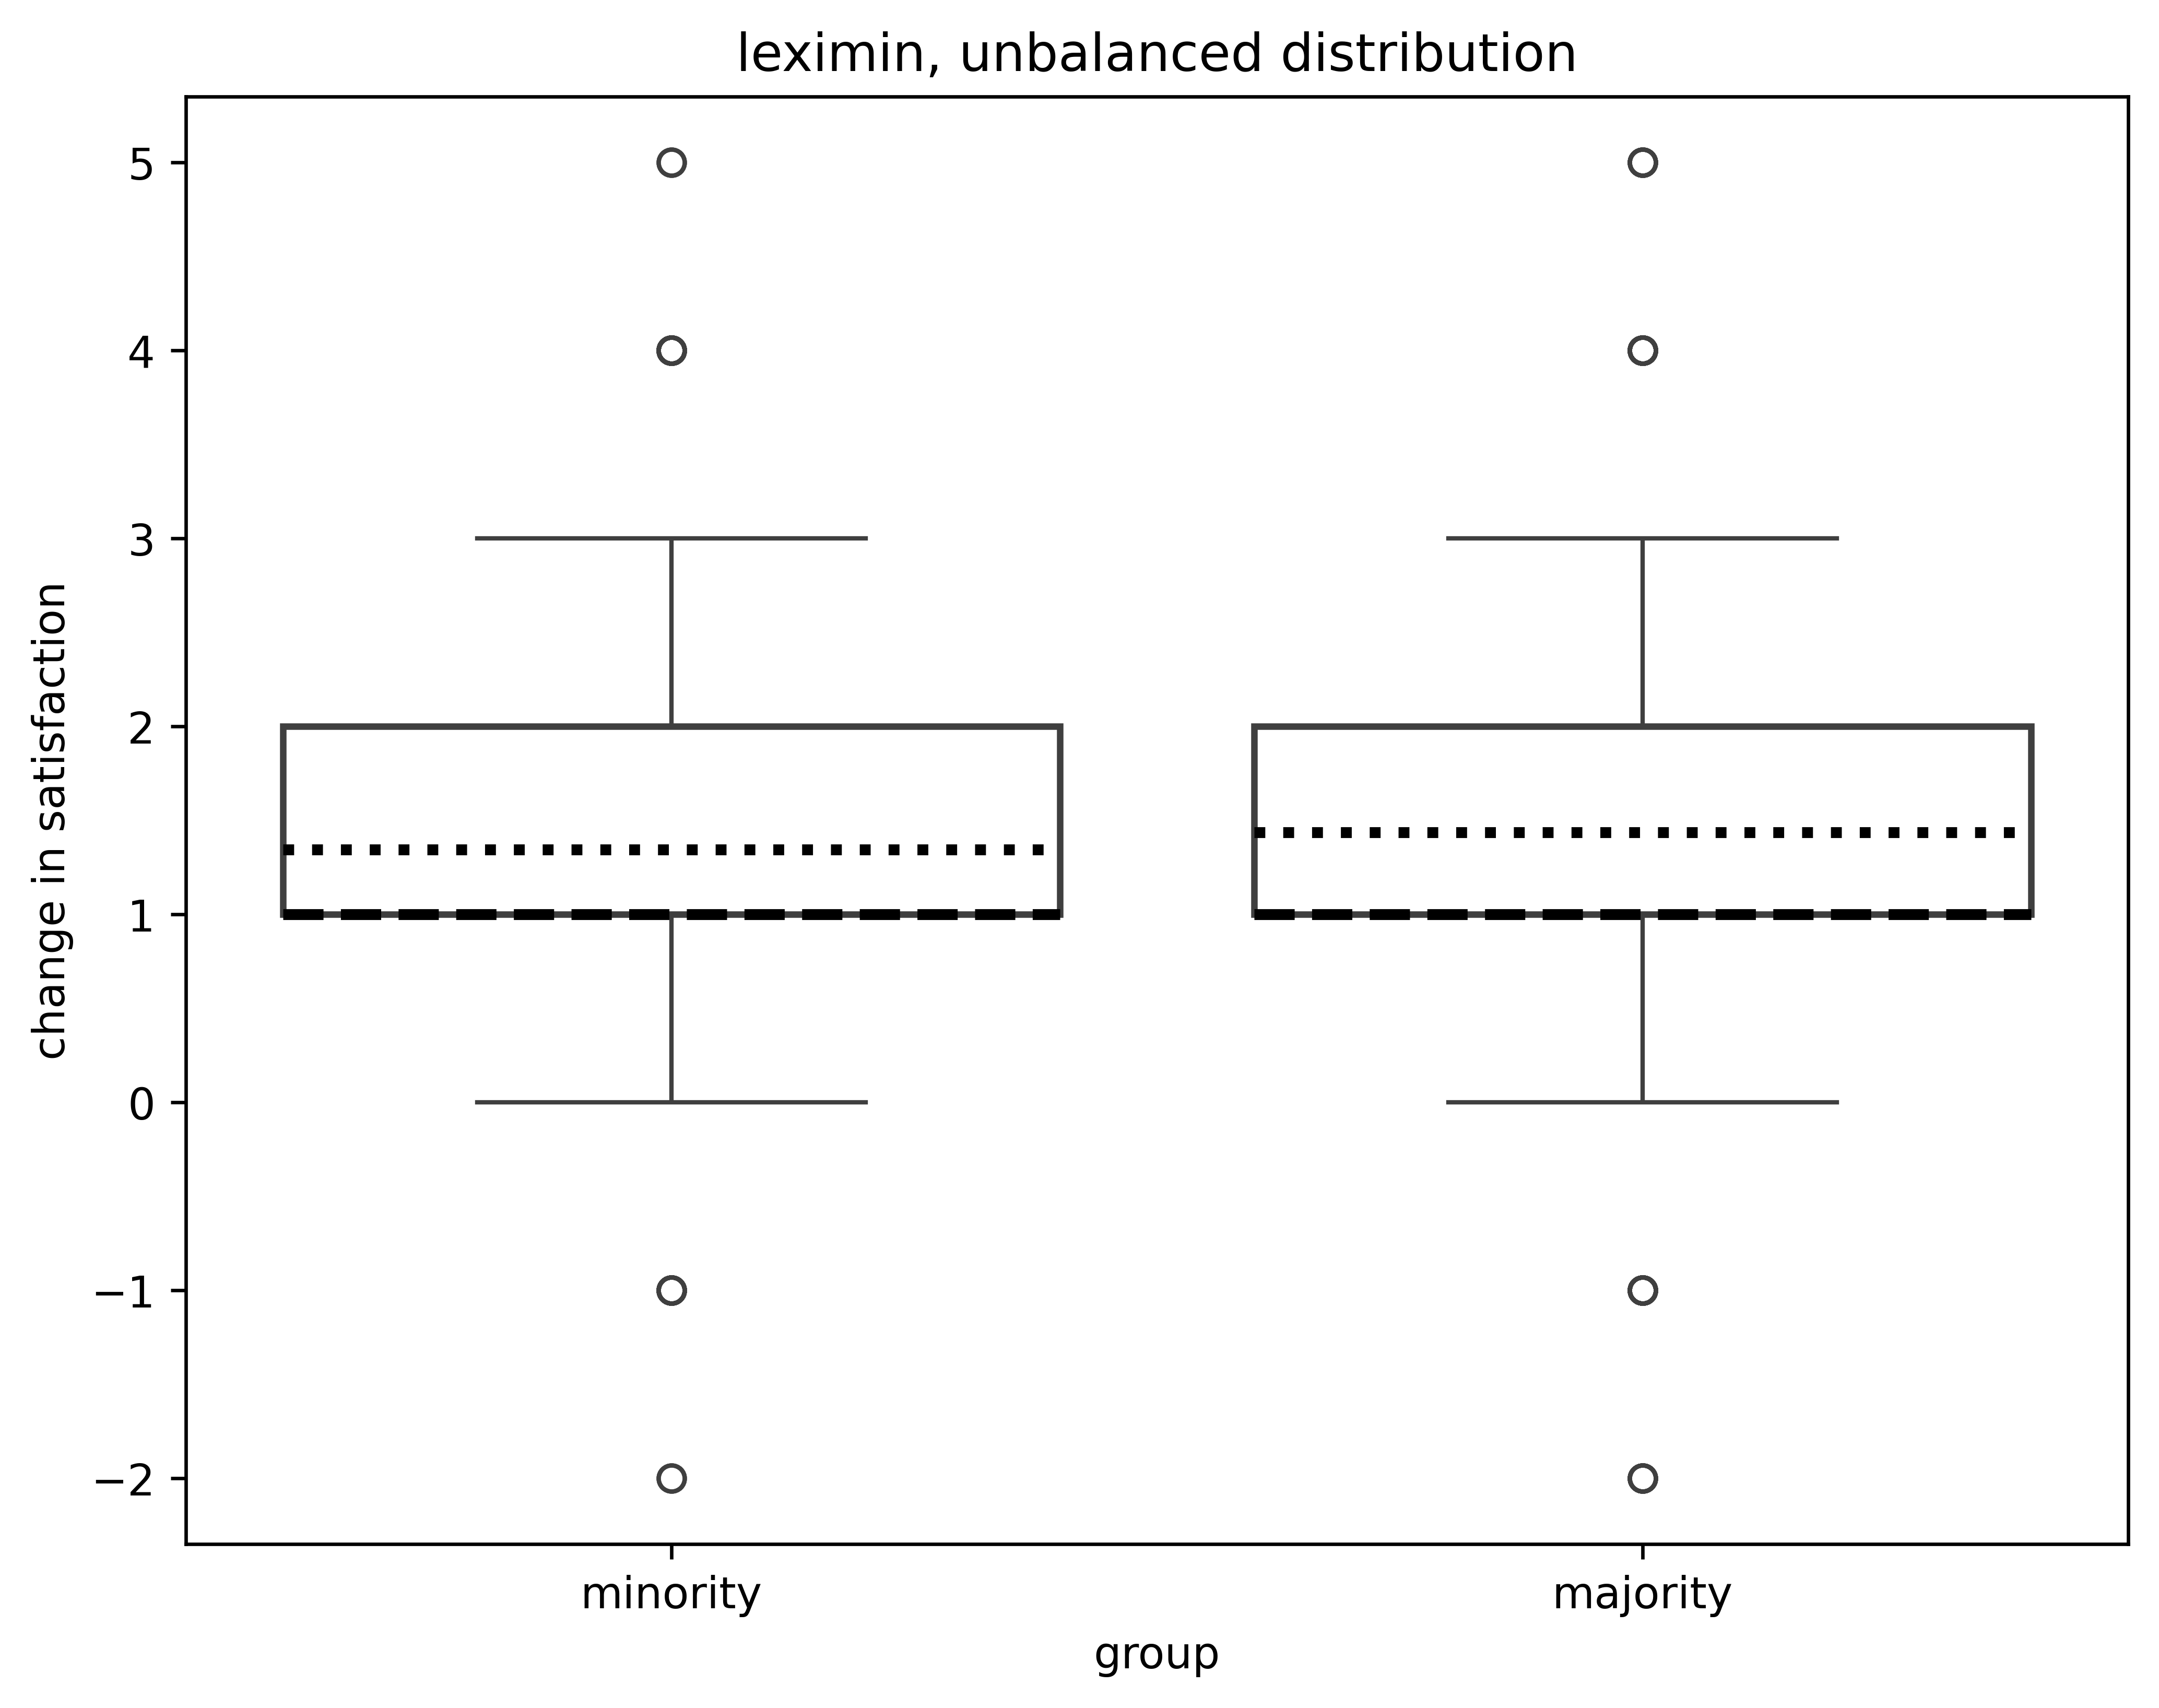 leximin, unbalanced distribution
change in satisfaction
5
4
3
2
1
0
−1
−2
minority
majority
group